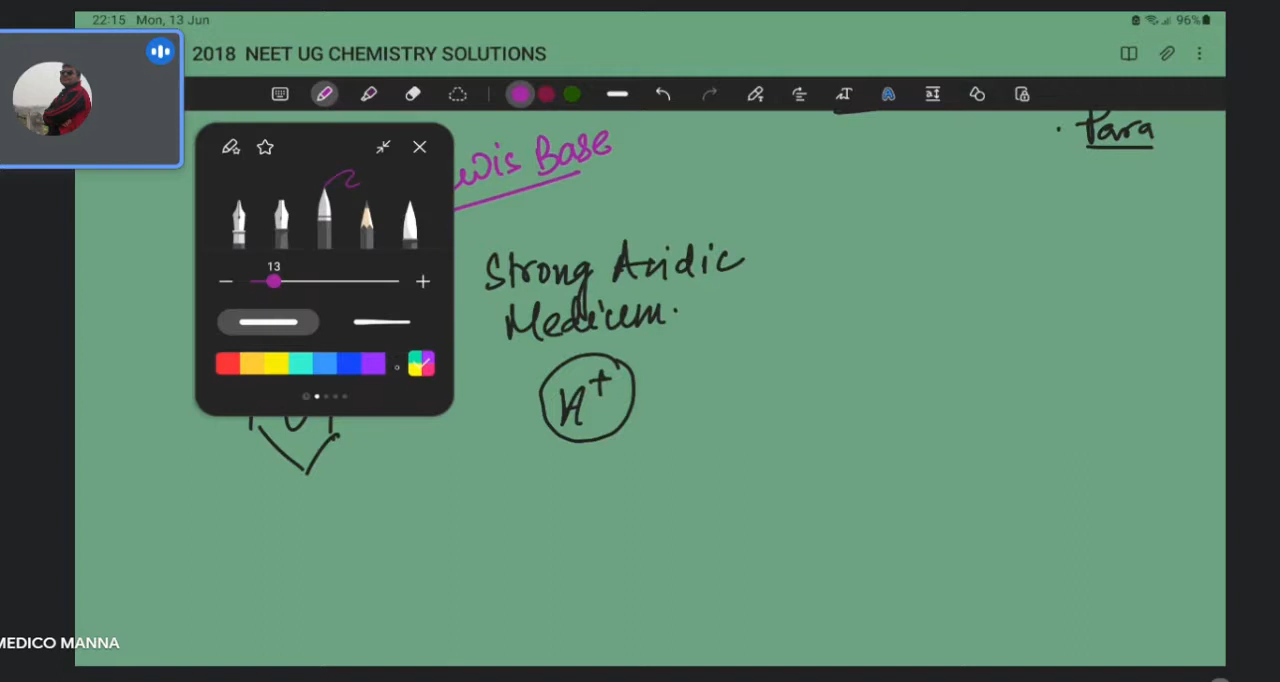 22:15 Mon, 13 Jun
96%
2018 NEET UG CHEMISTRY SOLUTIONS
Para
Base
13
Strong Acidic
Medium.
H+
MEDICO MANNA